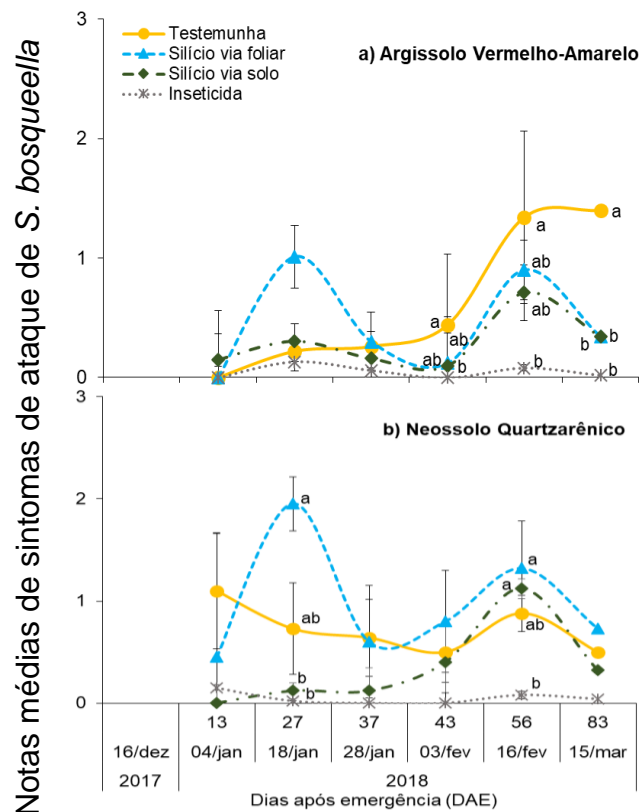 Notas médias de sintomas de ataque de S. bosqueella
3
Testemunha
Silício via foliar
Silício via solo
Inseticida
a) Argissolo Vermelho-Amarelo
2
a
a
ab
1
a
ab
ab
ab
b
b
b
b
b
b
0
3
b) Neossolo Quartzarênico
2
a
a
a
1
ab
ab
b
b
b
0
13 27 37 43 56 83
16/dez 04/jan 18/jan 28/jan 03/fev 16/fev 15/mar
2017 2018
Dias após emergência (DAE)